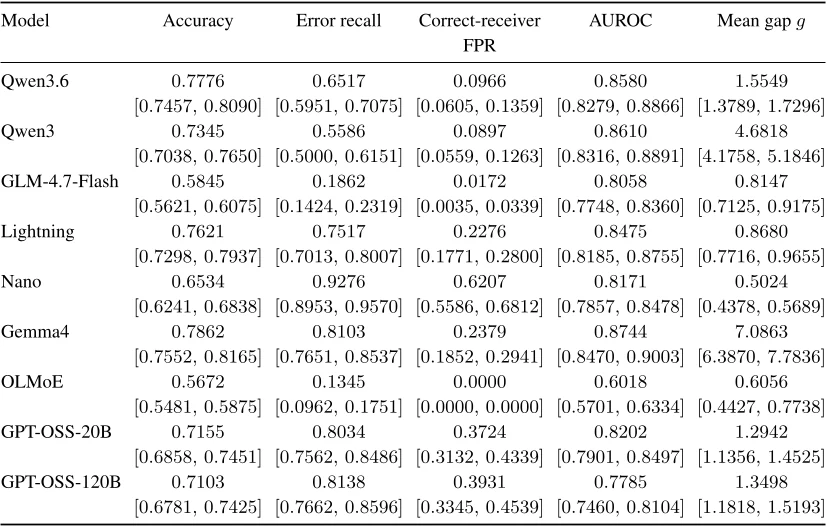 Model Accuracy Error recall Correct-receiver FPR AUROC Mean gap g
Qwen3.6 0.7776 0.6517 0.0966 0.8580 1.5549
[0.7457, 0.8090] [0.5951, 0.7075] [0.0605, 0.1359] [0.8279, 0.8866] [1.3789, 1.7296]
Qwen3 0.7345 0.5586 0.0897 0.8610 4.6818
[0.7038, 0.7650] [0.5000, 0.6151] [0.0559, 0.1263] [0.8316, 0.8891] [4.1758, 5.1846]
GLM-4.7-Flash 0.5845 0.1862 0.0172 0.8058 0.8147
[0.5621, 0.6075] [0.1424, 0.2319] [0.0035, 0.0339] [0.7748, 0.8360] [0.7125, 0.9175]
Lightning 0.7621 0.7517 0.2276 0.8475 0.8680
[0.7298, 0.7937] [0.7013, 0.8007] [0.1771, 0.2800] [0.8185, 0.8755] [0.7716, 0.9655]
Nano 0.6534 0.9276 0.6207 0.8171 0.5024
[0.6241, 0.6838] [0.8953, 0.9570] [0.5586, 0.6812] [0.7857, 0.8478] [0.4378, 0.5689]
Gemma4 0.7862 0.8103 0.2379 0.8744 7.0863
[0.7552, 0.8165] [0.7651, 0.8537] [0.1852, 0.2941] [0.8470, 0.9003] [6.3870, 7.7836]
OLMoE 0.5672 0.1345 0.0000 0.6018 0.6056
[0.5481, 0.5875] [0.0962, 0.1751] [0.0000, 0.0000] [0.5701, 0.6334] [0.4427, 0.7738]
GPT-OSS-20B 0.7155 0.8034 0.3724 0.8202 1.2942
[0.6858, 0.7451] [0.7562, 0.8486] [0.3132, 0.4339] [0.7901, 0.8497] [1.1356, 1.4525]
GPT-OSS-120B 0.7103 0.8138 0.3931 0.7785 1.3498
[0.6781, 0.7425] [0.7662, 0.8596] [0.3345, 0.4539] [0.7460, 0.8104] [1.1818, 1.5193]